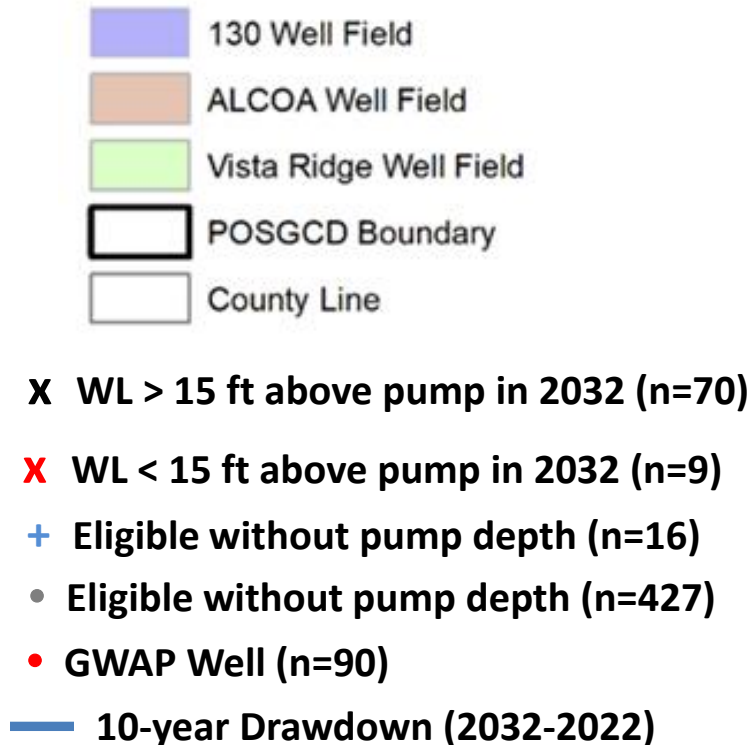 130 Well Field
ALCOA Well Field
Vista Ridge Well Field
POSGCD Boundary
County Line
x WL > 15 ft above pump in 2032 (n=70)
x WL < 15 ft above pump in 2032 (n=9)
+ Eligible without pump depth (n=16)
• Eligible without pump depth (n=427)
• GWAP Well (n=90)
10-year Drawdown (2032-2022)